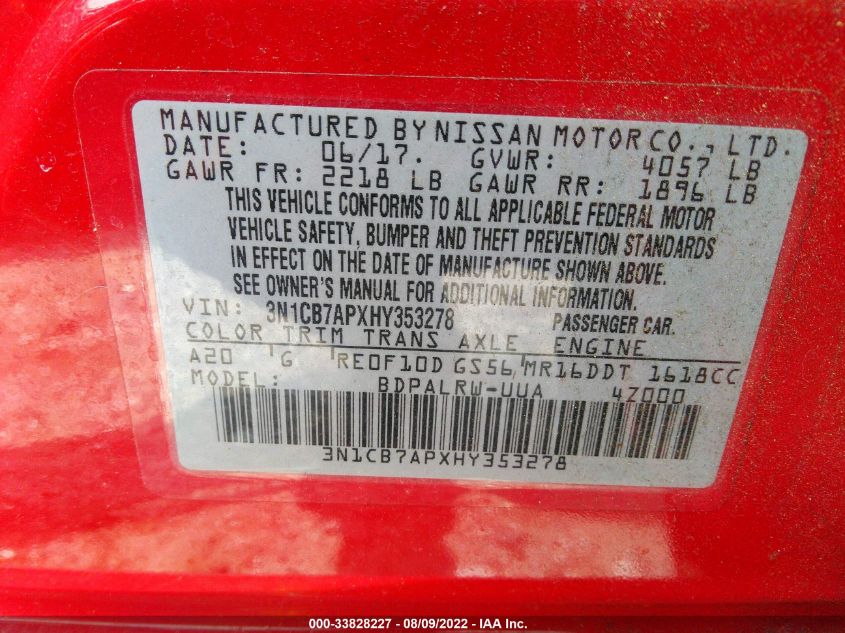 MANUFACTURED BY NISSAN MOTOR CO., LTD.
DATE: 06/17. GVWR: 4057 LB
GAWR FR: 2218 LB GAWR RR: 1896 LB
THIS VEHICLE CONFORMS TO ALL APPLICABLE FEDERAL MOTOR
VEHICLE SAFETY, BUMPER AND THEFT PREVENTION STANDARDS
IN EFFECT ON THE DATE OF MANUFACTURE SHOWN ABOVE.
SEE OWNER'S MANUAL FOR ADDITIONAL INFORMATION.
VIN: 3N1CB7APXHY353278 PASSENGER CAR.
COLOR TRIM TRANS AXLE ENGINE
A20 G RE0F10D GS56 MR16DDT 1618CC
MODEL BDPALRW-UUA 4Z000
3N1CB7APXHY353278
000-33828227 - 08/09/2022 - IAA Inc.